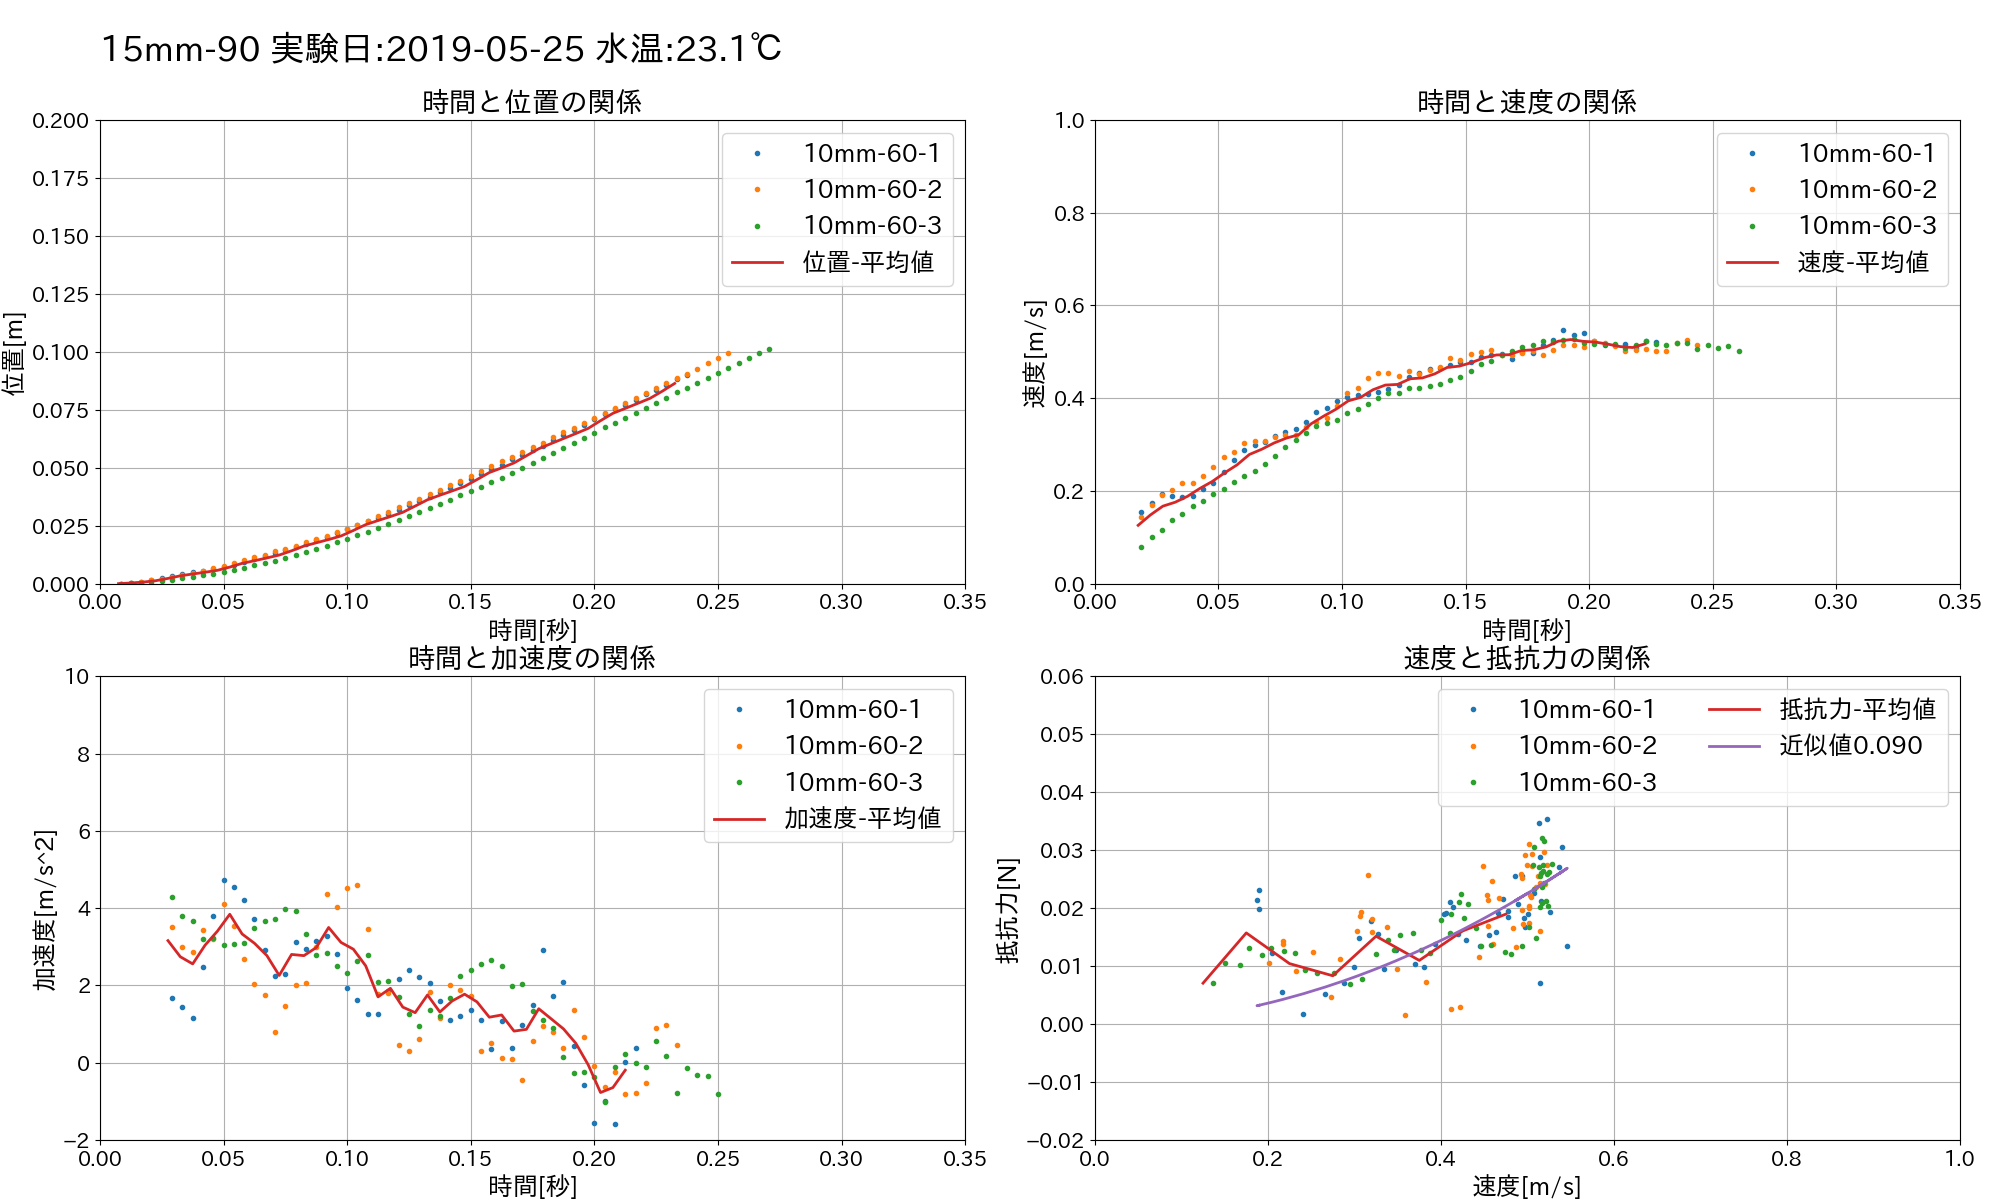 15mm-90 実験日:2019-05-25 水温:23.1℃
時間と位置の関係
位置[m]
0.200
0.175
0.150
0.125
0.100
0.075
0.050
0.025
0.000
10mm-60-1
10mm-60-2
10mm-60-3
位置-平均値
0.00 0.05 0.10 0.15 0.20 0.25 0.30 0.35
時間[秒]
時間と速度の関係
速度[m/s]
1.0
0.8
0.6
0.4
0.2
0.0
10mm-60-1
10mm-60-2
10mm-60-3
速度-平均値
0.00 0.05 0.10 0.15 0.20 0.25 0.30 0.35
時間[秒]
時間と加速度の関係
加速度[m/s^2]
10
8
6
4
2
0
−2
10mm-60-1
10mm-60-2
10mm-60-3
加速度-平均値
0.00 0.05 0.10 0.15 0.20 0.25 0.30 0.35
時間[秒]
速度と抵抗力の関係
抵抗力[N]
0.06
0.05
0.04
0.03
0.02
0.01
0.00
−0.01
−0.02
10mm-60-1
10mm-60-2
10mm-60-3
抵抗力-平均値
近似値0.090
0.0 0.2 0.4 0.6 0.8 1.0
速度[m/s]